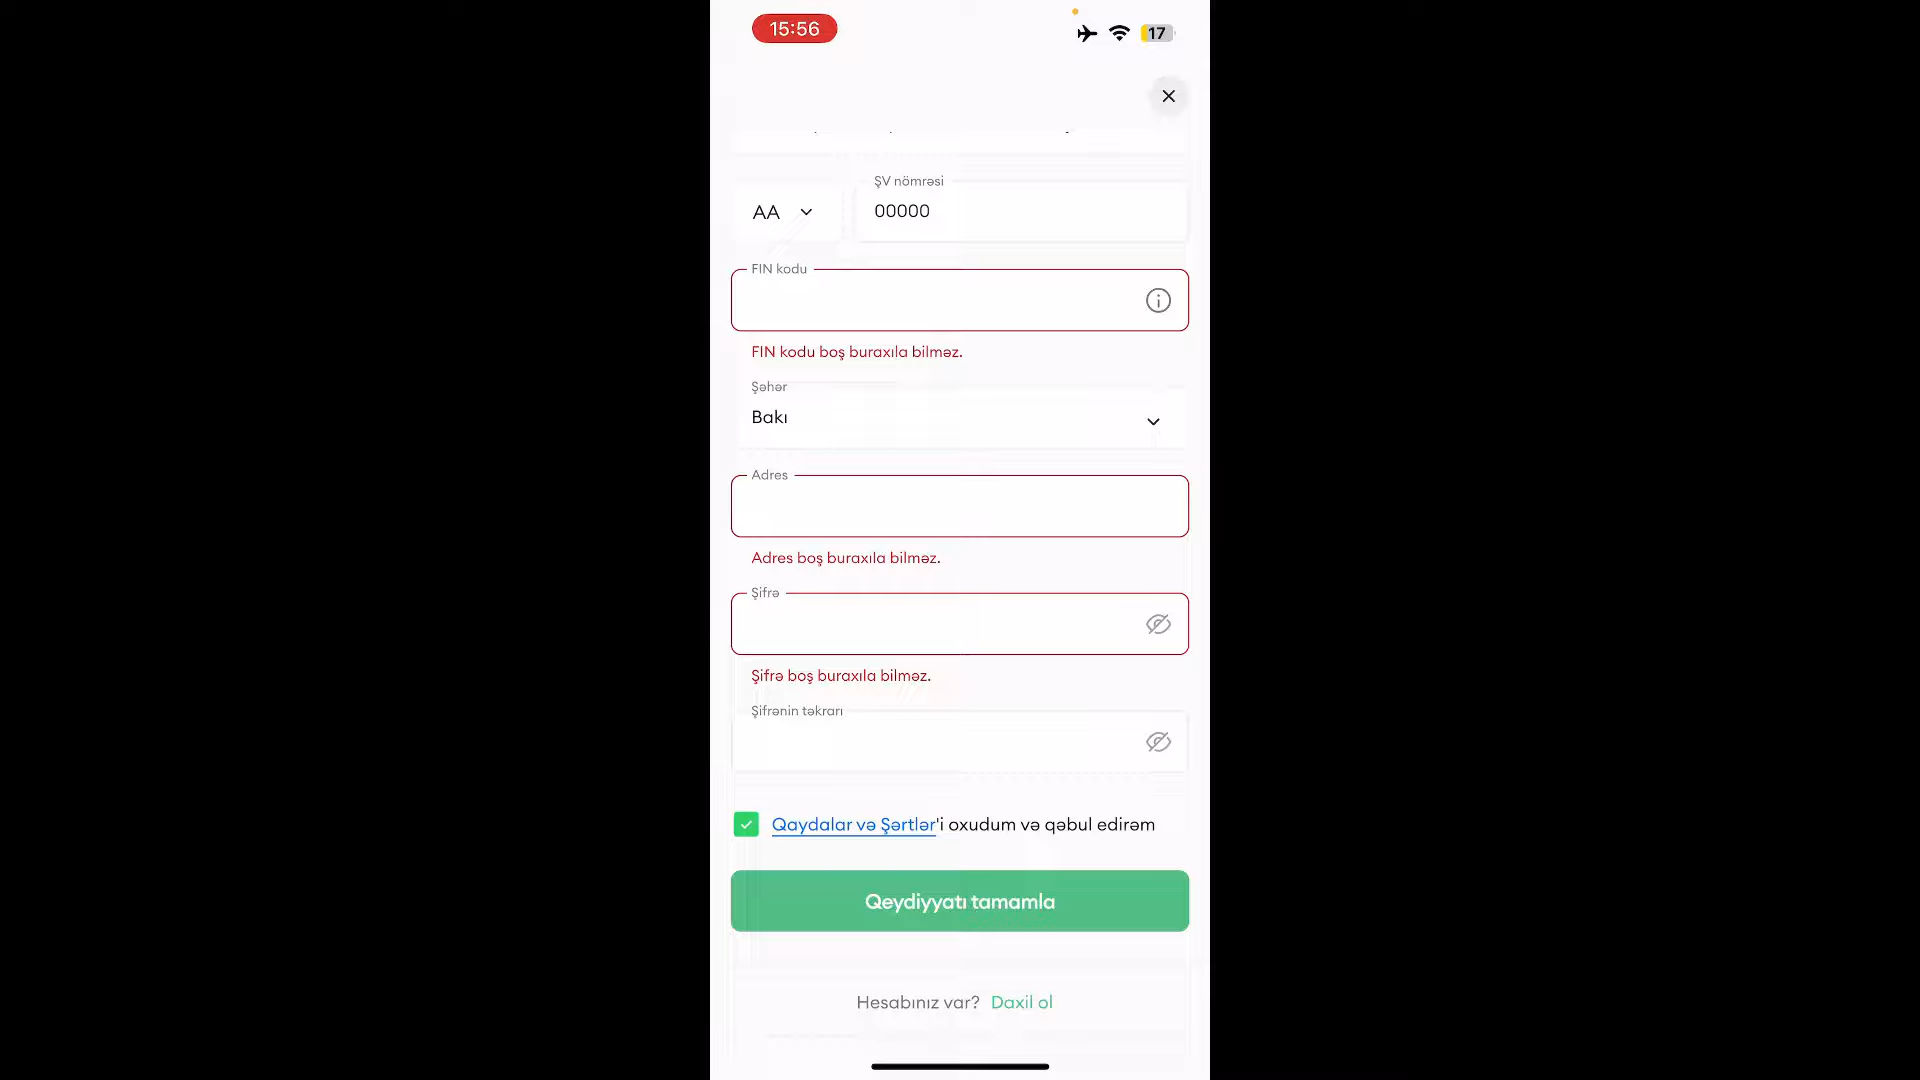 15:56
17
ŞV nömrəsi
AA
00000
FIN kodu
FIN kodu boş buraxıla bilməz.
Şəhər
Bakı
Adres
Adres boş buraxıla bilməz.
Şifrə
Şifrə boş buraxıla bilməz.
Şifrənin təkrarı
Qaydalar və Şərtlər'i oxudum və qəbul edirəm
Qeydiyyatı tamamla
Hesabınız var? Daxil ol